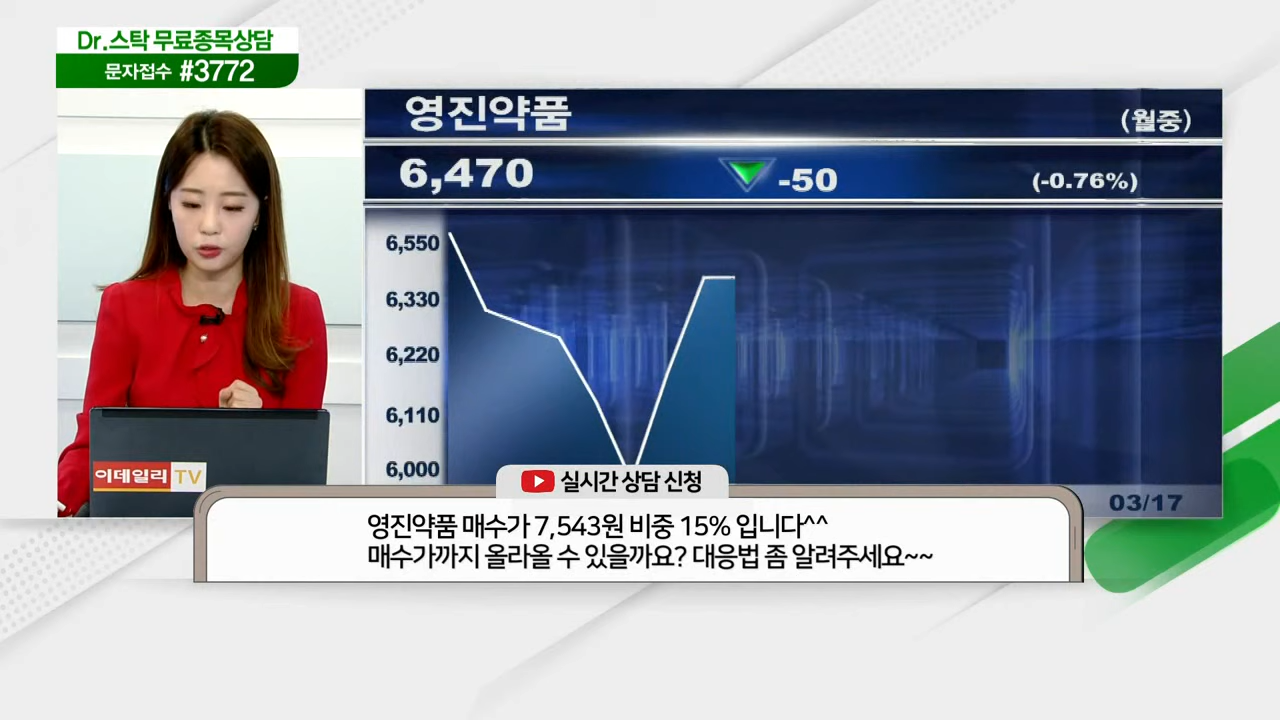 Dr.스탁 무료종목상담
문자접수 #3772
영진약품
(월중)
6,470
-50
(-0.76%)
6,550
6,330
6,220
6,110
6,000
03/17
이데일리TV
실시간 상담 신청
영진약품 매수가 7,543원 비중 15% 입니다^^
매수가까지 올라올 수 있을까요? 대응법 좀 알려주세요~~